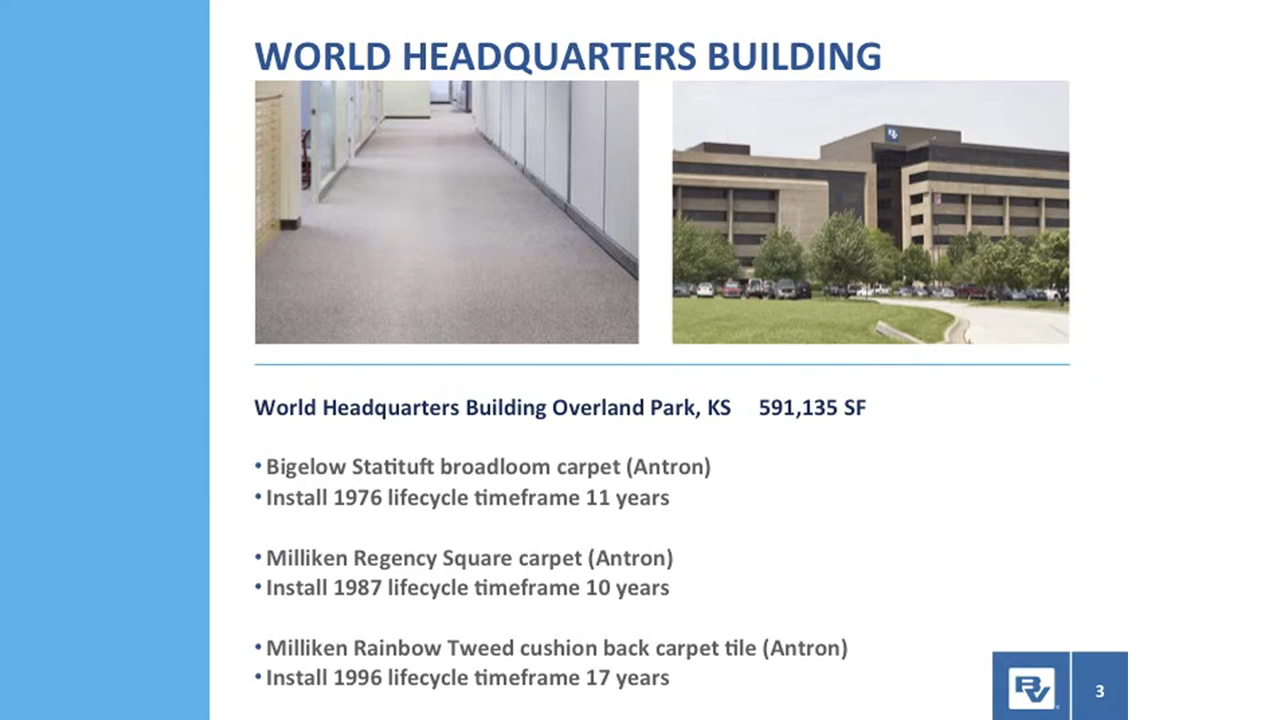 WORLD HEADQUARTERS BUILDING
World Headquarters Building Overland Park, KS 591,135 SF
• Bigelow Statituft broadloom carpet (Antron)
• Install 1976 lifecycle timeframe 11 years
• Milliken Regency Square carpet (Antron)
• Install 1987 lifecycle timeframe 10 years
• Milliken Rainbow Tweed cushion back carpet tile (Antron)
• Install 1996 lifecycle timeframe 17 years
BV
3